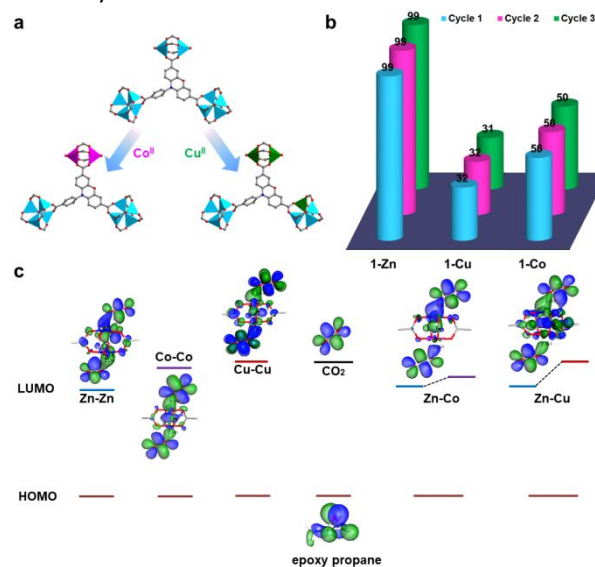 a
Co^II
Cu^II
b
Cycle 1 Cycle 2 Cycle 3
99 99 99
32 32 31
50 50 50
1-Zn 1-Cu 1-Co
c
LUMO
Zn-Zn
Co-Co
Cu-Cu
CO₂
Zn-Co
Zn-Cu
HOMO
epoxy propane